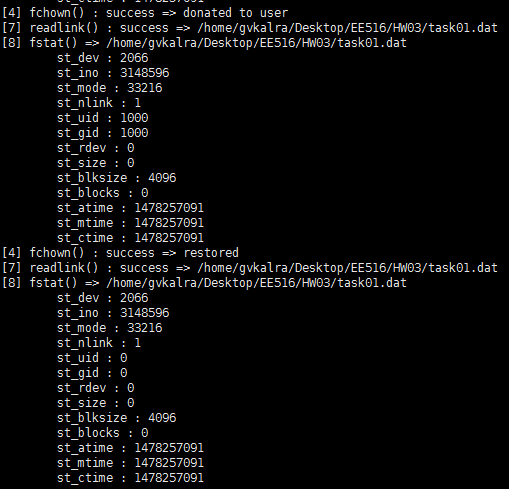 st_ctime : 1478257091
[4] fchown() : success => donated to user
[7] readlink() : success => /home/gvkalra/Desktop/EE516/HW03/task01.dat
[8] fstat() => /home/gvkalra/Desktop/EE516/HW03/task01.dat
st_dev : 2066
st_ino : 3148596
st_mode : 33216
st_nlink : 1
st_uid : 1000
st_gid : 1000
st_rdev : 0
st_size : 0
st_blksize : 4096
st_blocks : 0
st_atime : 1478257091
st_mtime : 1478257091
st_ctime : 1478257091
[4] fchown() : success => restored
[7] readlink() : success => /home/gvkalra/Desktop/EE516/HW03/task01.dat
[8] fstat() => /home/gvkalra/Desktop/EE516/HW03/task01.dat
st_dev : 2066
st_ino : 3148596
st_mode : 33216
st_nlink : 1
st_uid : 0
st_gid : 0
st_rdev : 0
st_size : 0
st_blksize : 4096
st_blocks : 0
st_atime : 1478257091
st_mtime : 1478257091
st_ctime : 1478257091